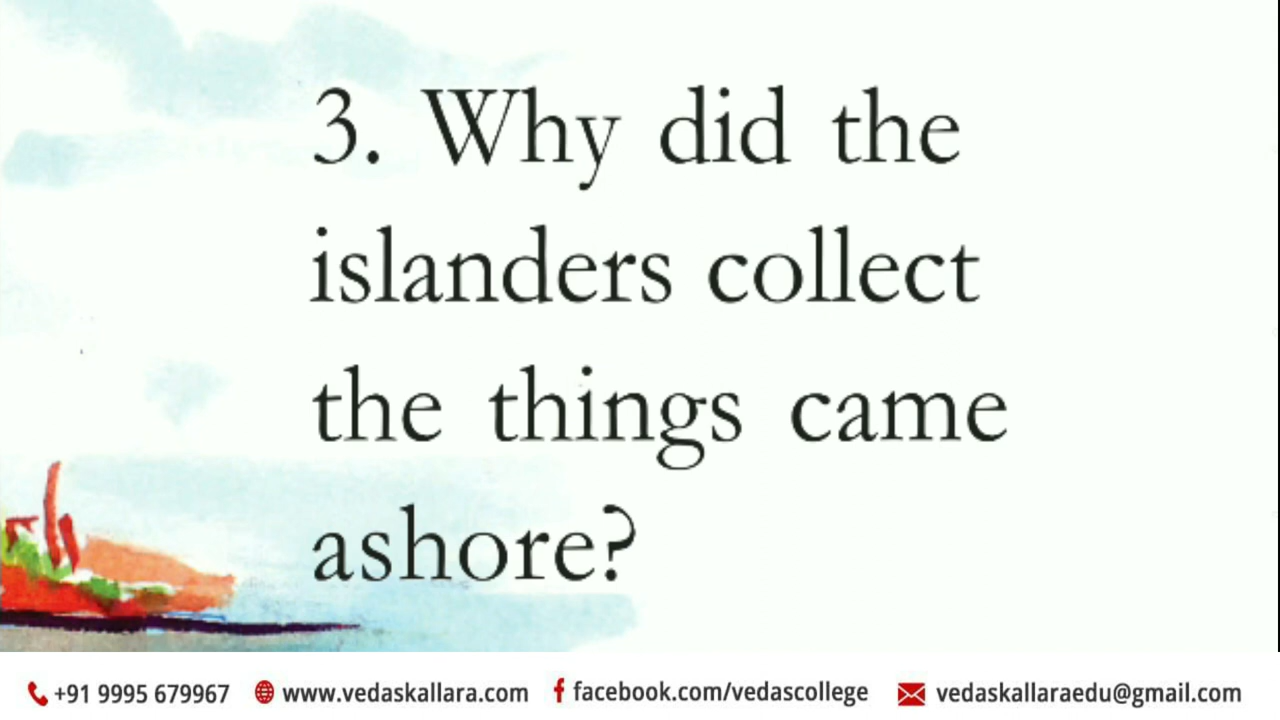 3. Why did the
islanders collect
the things came
ashore?
+91 9995 679967 www.vedaskallara.com facebook.com/vedascollege vedaskallaraedu@gmail.com